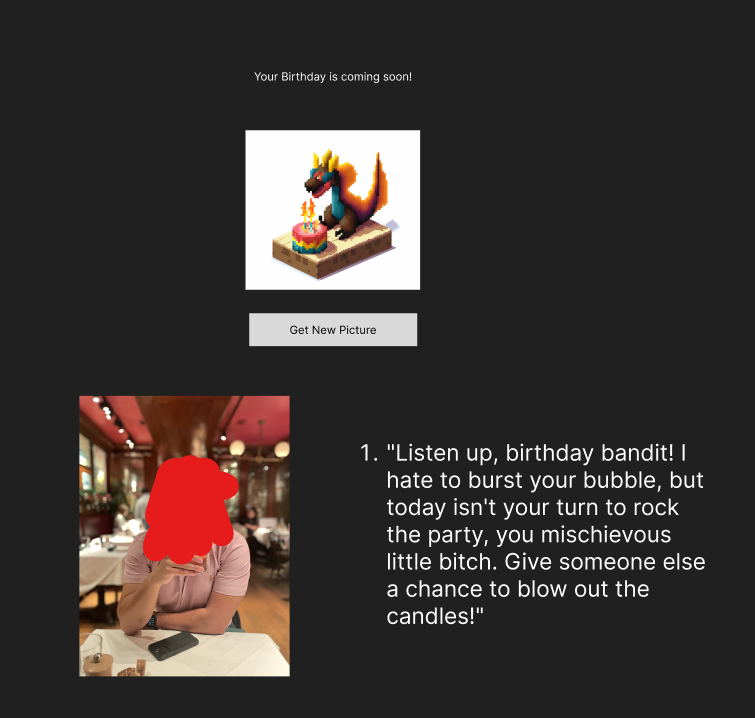 Your Birthday is coming soon!
Get New Picture
1. "Listen up, birthday bandit! I
hate to burst your bubble, but
today isn't your turn to rock
the party, you mischievous
little bitch. Give someone else
a chance to blow out the
candles!"